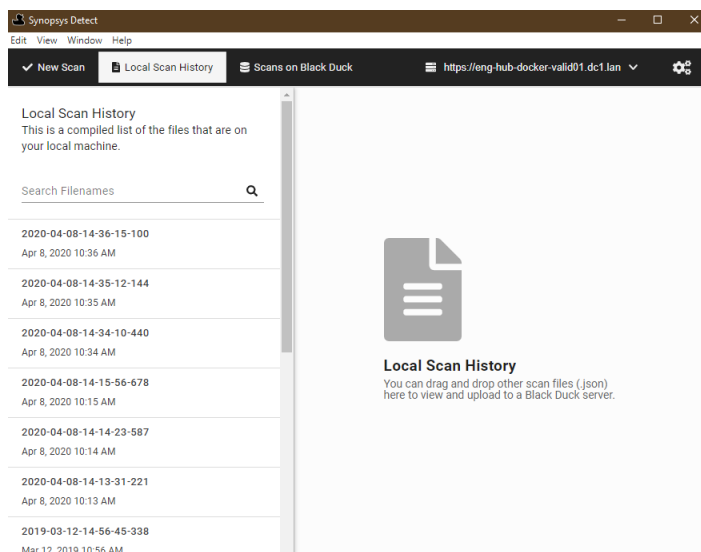 Synopsys Detect
Edit View Window Help
New Scan Local Scan History Scans on Black Duck https://eng-hub-docker-valid01.dc1.lan
Local Scan History
This is a compiled list of the files that are on
your local machine.
Search Filenames
2020-04-08-14-36-15-100
Apr 8, 2020 10:36 AM
2020-04-08-14-35-12-144
Apr 8, 2020 10:35 AM
2020-04-08-14-34-10-440
Apr 8, 2020 10:34 AM
2020-04-08-14-15-56-678
Apr 8, 2020 10:15 AM
2020-04-08-14-14-23-587
Apr 8, 2020 10:14 AM
2020-04-08-14-13-31-221
Apr 8, 2020 10:13 AM
2019-03-12-14-56-45-338
Mar 12, 2019 10:56 AM
Local Scan History
You can drag and drop other scan files (.json)
here to view and upload to a Black Duck server.